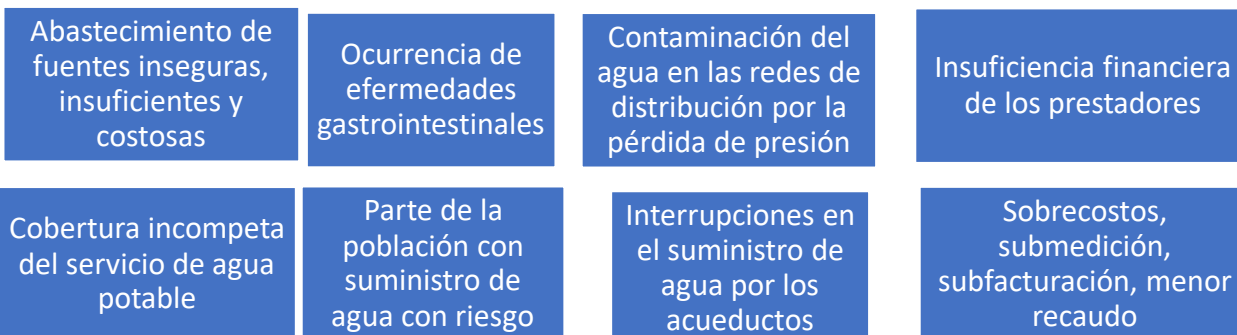 Abastecimiento de
fuentes inseguras,
insuficientes y
costosas
Ocurrencia de
efermedades
gastrointestinales
Contaminación del
agua en las redes de
distribución por la
pérdida de presión
Insuficiencia financiera
de los prestadores
Cobertura incompeta
del servicio de agua
potable
Parte de la
población con
suministro de
agua con riesgo
Interrupciones en
el suministro de
agua por los
acueductos
Sobrecostos,
submedición,
subfacturación, menor
recaudo